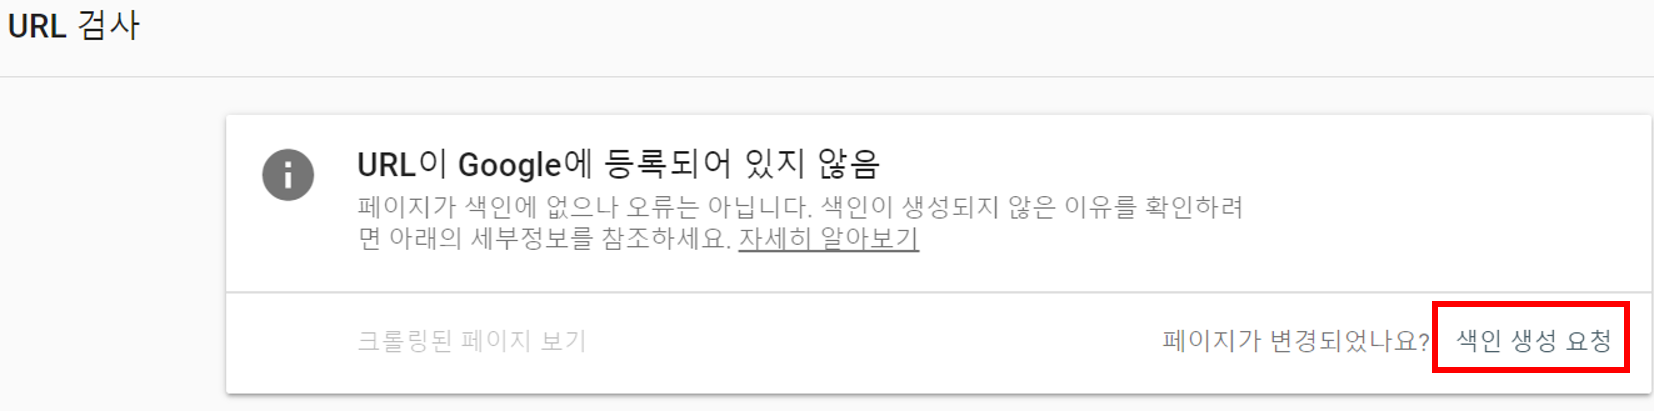 URL 검사
URL이 Google에 등록되어 있지 않음
페이지가 색인에 없으나 오류는 아닙니다. 색인이 생성되지 않은 이유를 확인하려
면 아래의 세부정보를 참조하세요. 자세히 알아보기
크롤링된 페이지 보기
페이지가 변경되었나요? 색인 생성 요청